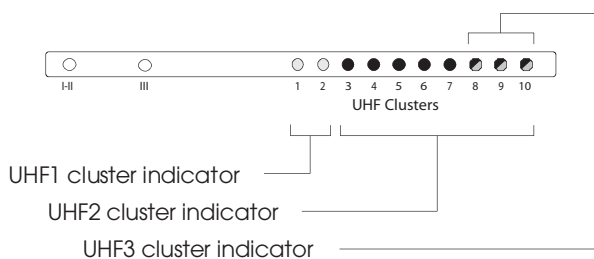 I-II III 1 2 3 4 5 6 7 8 9 10
UHF Clusters
UHF1 cluster indicator
UHF2 cluster indicator
UHF3 cluster indicator